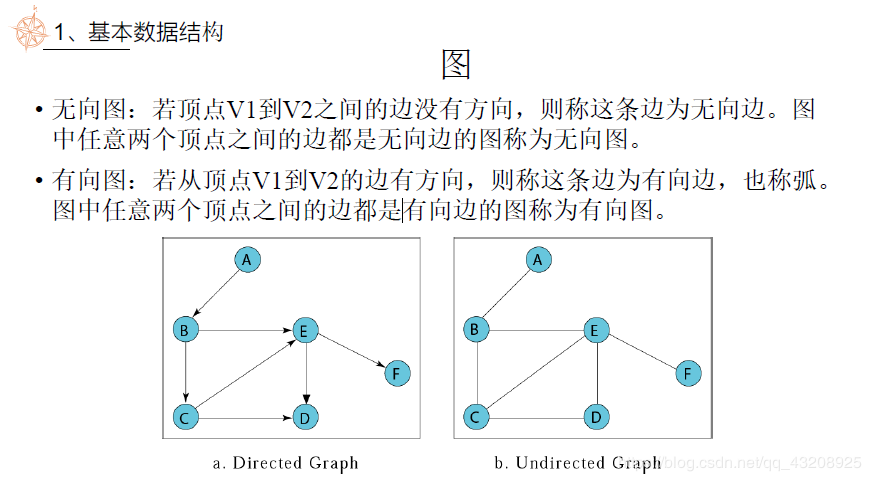 1、基本数据结构
图
• 无向图：若顶点V1到V2之间的边没有方向，则称这条边为无向边。图
中任意两个顶点之间的边都是无向边的图称为无向图。
• 有向图：若从顶点V1到V2的边有方向，则称这条边为有向边，也称弧。
图中任意两个顶点之间的边都是有向边的图称为有向图。
A
B
E
F
C
D
a. Directed Graph
A
B
E
F
C
D
b. Undirected Graph
blog.csdn.net/qq_43208925